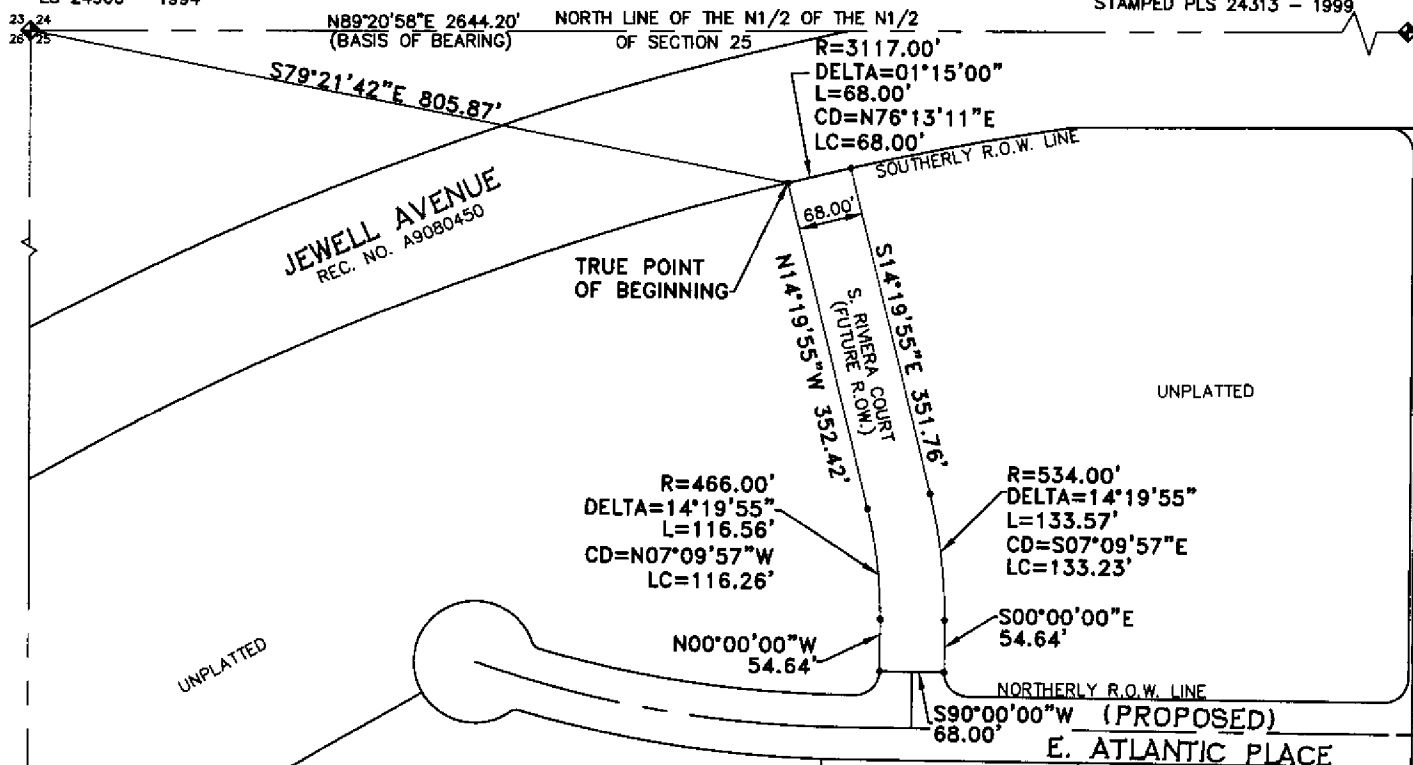 1994
STAMPED PLS 24313 – 1999
23 24
26 25
N89°20'58"E 2644.20'
(BASIS OF BEARING)
NORTH LINE OF THE N1/2 OF THE N1/2
OF SECTION 25
S79°21'42"E 805.87'
R=3117.00'
DELTA=01°15'00"
L=68.00'
CD=N76°13'11"E
LC=68.00'
SOUTHERLY R.O.W. LINE
JEWELL AVENUE
REC. NO. A9080450
68.00'
TRUE POINT
OF BEGINNING
N14°19'55"W 352.42'
S. RIVIERA COURT
(FUTURE R.O.W.)
S14°19'55"E 351.76'
UNPLATTED
R=466.00'
DELTA=14°19'55"
L=116.56'
CD=N07°09'57"W
LC=116.26'
R=534.00'
DELTA=14°19'55"
L=133.57'
CD=S07°09'57"E
LC=133.23'
N00°00'00"W
54.64'
S00°00'00"E
54.64'
UNPLATTED
NORTHERLY R.O.W. LINE
S90°00'00"W
68.00'
(PROPOSED)
E. ATLANTIC PLACE